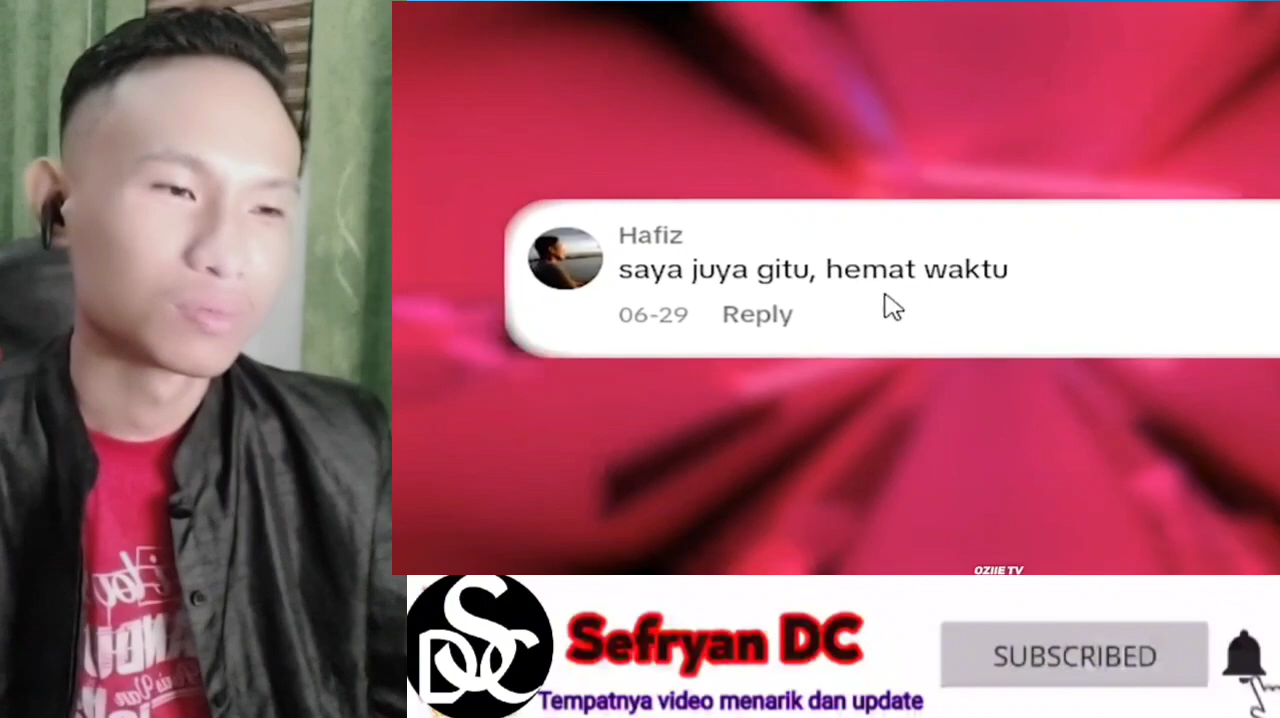 Hafiz
saya juya gitu, hemat waktu
06-29 Reply
OZIIE TV
SDC
Sefryan DC
SUBSCRIBED
Tempatnya video menarik dan update